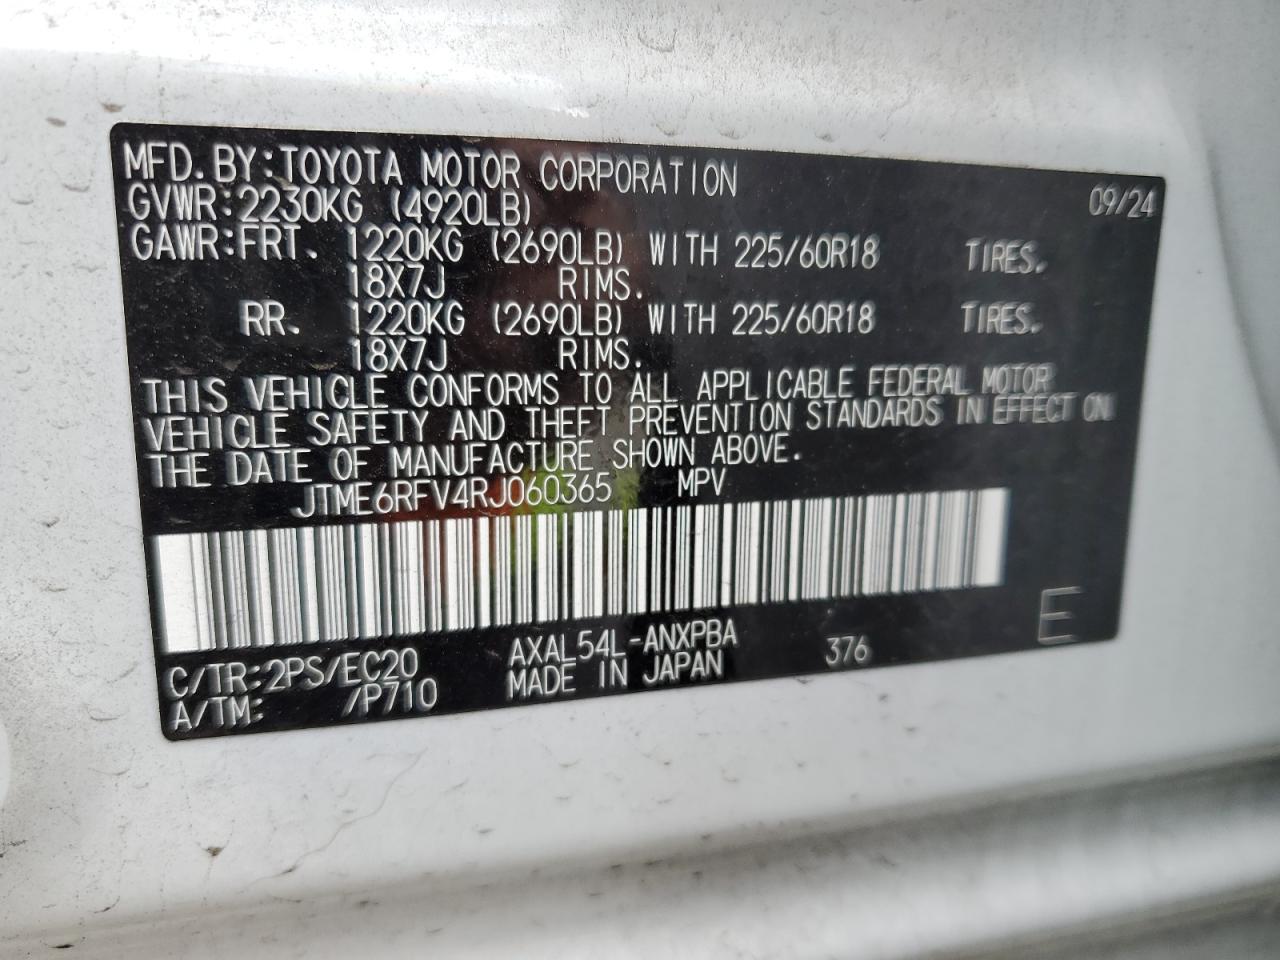 MFD.BY:TOYOTA MOTOR CORPORATION 09/24
GVWR:2230KG (4920LB)
GAWR:FRT. 1220KG (2690LB) WITH 225/60R18 TIRES.
18X7J RIMS.
RR. 1220KG (2690LB) WITH 225/60R18 TIRES.
18X7J RIMS.
THIS VEHICLE CONFORMS TO ALL APPLICABLE FEDERAL MOTOR
VEHICLE SAFETY AND THEFT PREVENTION STANDARDS IN EFFECT ON
THE DATE OF MANUFACTURE SHOWN ABOVE.
JTME6RFV4RJ060365 MPV
E
C/TR:2PS/EC20 AXAL54L-ANXPBA 376
A/TM: /P710 MADE IN JAPAN